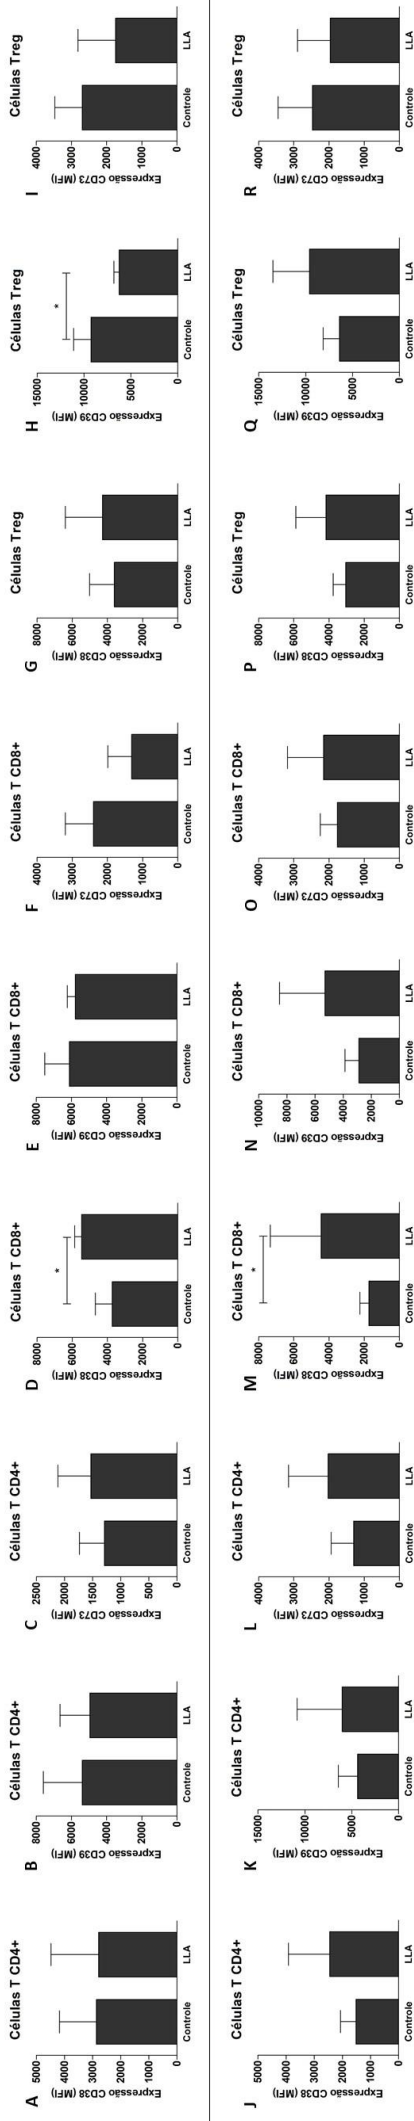 A
Células T CD4+
Expressão CD38 (MFI)
5000
4000
3000
2000
1000
0
Controle LLA
B
Células T CD4+
Expressão CD39 (MFI)
8000
6000
4000
2000
0
Controle LLA
C
Células T CD4+
Expressão CD73 (MFI)
2500
2000
1500
1000
500
0
Controle LLA
D
Células T CD8+
Expressão CD38 (MFI)
8000
6000
4000
2000
0
*
Controle LLA
E
Células T CD8+
Expressão CD39 (MFI)
8000
6000
4000
2000
0
Controle LLA
F
Células T CD8+
Expressão CD73 (MFI)
4000
3000
2000
1000
0
Controle LLA
G
Células Treg
Expressão CD38 (MFI)
8000
6000
4000
2000
0
Controle LLA
H
Células Treg
Expressão CD39 (MFI)
15000
10000
5000
0
*
Controle LLA
I
Células Treg
Expressão CD73 (MFI)
4000
3000
2000
1000
0
Controle LLA
J
Células T CD4+
Expressão CD38 (MFI)
5000
4000
3000
2000
1000
0
Controle LLA
K
Células T CD4+
Expressão CD39 (MFI)
15000
10000
5000
0
Controle LLA
L
Células T CD4+
Expressão CD73 (MFI)
4000
3000
2000
1000
0
Controle LLA
M
Células T CD8+
Expressão CD38 (MFI)
8000
6000
4000
2000
0
*
Controle LLA
N
Células T CD8+
Expressão CD39 (MFI)
10000
8000
6000
4000
2000
0
Controle LLA
O
Células T CD8+
Expressão CD73 (MFI)
4000
3000
2000
1000
0
Controle LLA
P
Células Treg
Expressão CD38 (MFI)
8000
6000
4000
2000
0
Controle LLA
Q
Células Treg
Expressão CD39 (MFI)
15000
10000
5000
0
Controle LLA
R
Células Treg
Expressão CD73 (MFI)
4000
3000
2000
1000
0
Controle LLA